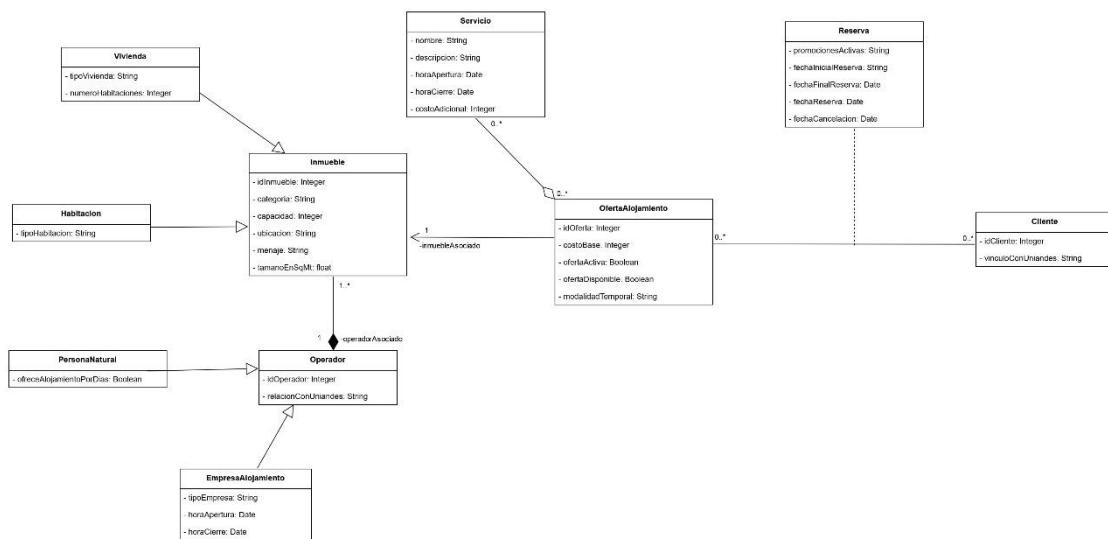 Servicio
- nombre: String
- descripcion: String
- horaApertura: Date
- horaCierre: Date
- costoAdicional: Integer
0..*
Reserva
- promocionesActivas: String
- fechaInicialReserva: String
- fechaFinalReserva: Date
- fechaReserva: Date
- fechaCancelacion: Date
Vivienda
- tipoVivienda: String
- numeroHabitaciones: Integer
Inmueble
- idInmueble: Integer
- categoria: String
- capacidad: Integer
- ubicacion: String
- menaje: String
- tamanoEnSqMt: float
1..*
Habitacion
- tipoHabitacion: String
1
-inmuebleAsociado
0..*
OfertaAlojamiento
- idOferta: Integer
- costoBase: Integer
- ofertaActiva: Boolean
- ofertaDisponible: Boolean
- modalidadTemporal: String
0..*
0..*
Cliente
- idCliente: Integer
- vinculoConUniandes: String
1
-operadorAsociado
PersonaNatural
- ofreceAlojamientoPorDias: Boolean
Operador
- idOperador: Integer
- relacionConUniandes: String
EmpresaAlojamiento
- tipoEmpresa: String
- horaApertura: Date
- horaCierre: Date